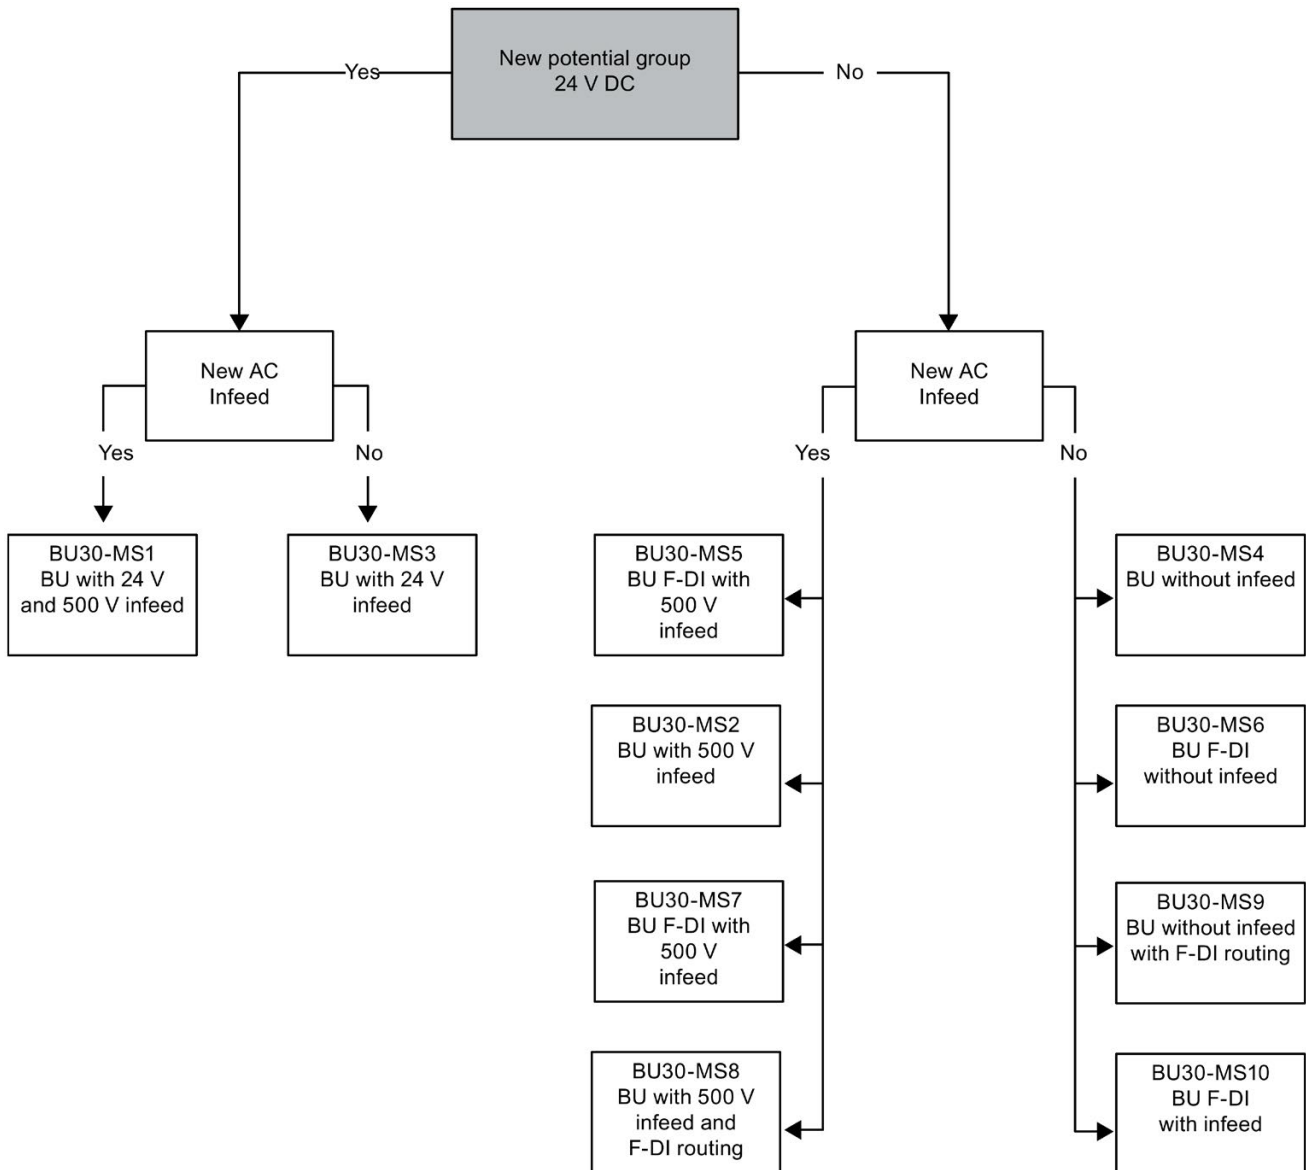 New potential group
24 V DC
Yes
No
New AC
Infeed
New AC
Infeed
Yes
No
Yes
No
BU30-MS1
BU with 24 V
and 500 V infeed
BU30-MS3
BU with 24 V
infeed
BU30-MS5
BU F-DI with
500 V
infeed
BU30-MS4
BU without infeed
BU30-MS2
BU with 500 V
infeed
BU30-MS6
BU F-DI
without infeed
BU30-MS7
BU F-DI with
500 V
infeed
BU30-MS9
BU without infeed
with F-DI routing
BU30-MS8
BU with 500 V
infeed and
F-DI routing
BU30-MS10
BU F-DI
with infeed